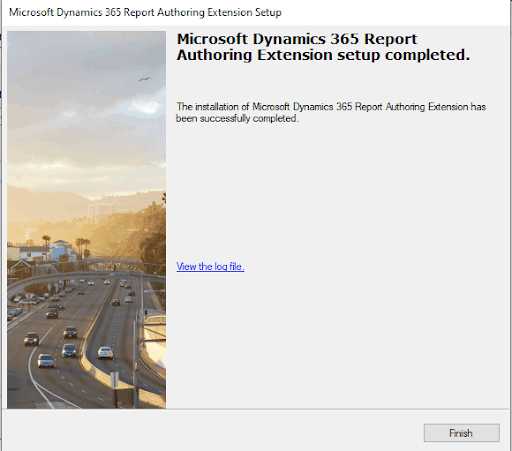 Microsoft Dynamics 365 Report Authoring Extension Setup
Microsoft Dynamics 365 Report
Authoring Extension setup completed.
The installation of Microsoft Dynamics 365 Report Authoring Extension has
been successfully completed.
View the log file.
Finish